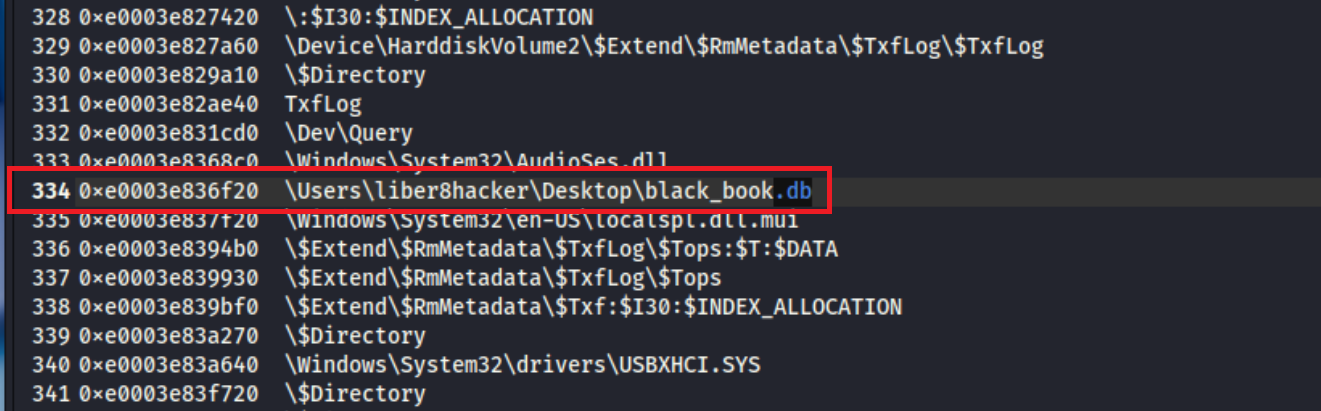 328 0×e0003e827420 \:$I30:$INDEX_ALLOCATION
329 0×e0003e827a60 \Device\HarddiskVolume2\$Extend\$RmMetadata\$TxfLog\$TxfLog
330 0×e0003e829a10 \$Directory
331 0×e0003e82ae40 TxfLog
332 0×e0003e831cd0 \Dev\Query
333 0×e0003e8368c0 \Windows\System32\AudioSes.dll
334 0×e0003e836f20 \Users\liber8hacker\Desktop\black_book.db
335 0×e0003e837f20 \Windows\System32\en-US\localspl.dll.mui
336 0×e0003e8394b0 \$Extend\$RmMetadata\$TxfLog\$Tops:$T:$DATA
337 0×e0003e839930 \$Extend\$RmMetadata\$TxfLog\$Tops
338 0×e0003e839bf0 \$Extend\$RmMetadata\$Txf:$I30:$INDEX_ALLOCATION
339 0×e0003e83a270 \$Directory
340 0×e0003e83a640 \Windows\System32\drivers\USBXHCI.SYS
341 0×e0003e83f720 \$Directory